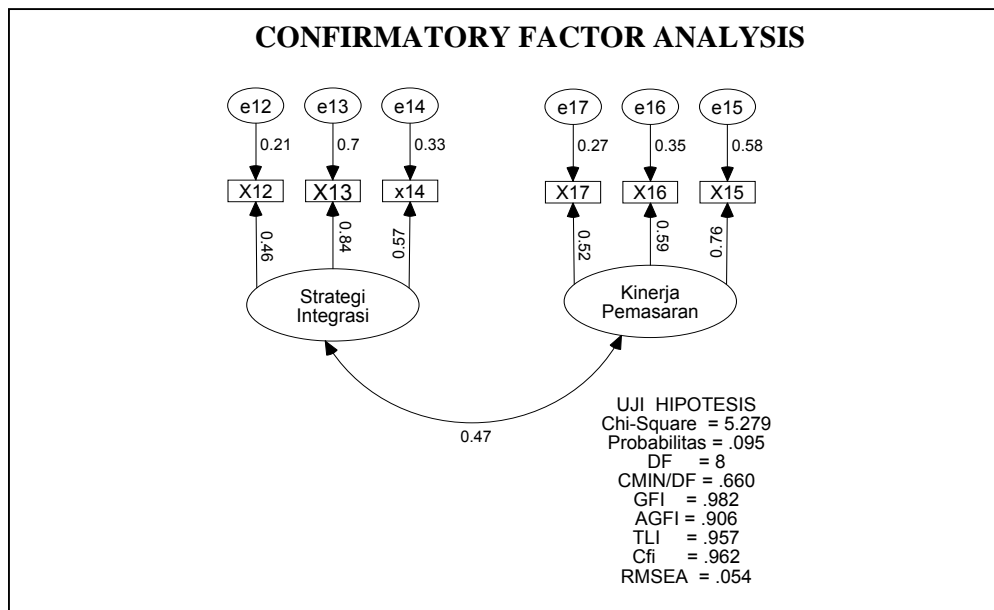 CONFIRMATORY FACTOR ANALYSIS
e12 e13 e14 e17 e16 e15
0.21 0.7 0.33 0.27 0.35 0.58
X12 X13 x14 X17 X16 X15
0.46 0.84 0.57 0.52 0.59 0.76
Strategi
Integrasi
Kinerja
Pemasaran
0.47
UJI HIPOTESIS
Chi-Square = 5.279
Probabilitas = .095
DF = 8
CMIN/DF = .660
GFI = .982
AGFI = .906
TLI = .957
Cfi = .962
RMSEA = .054